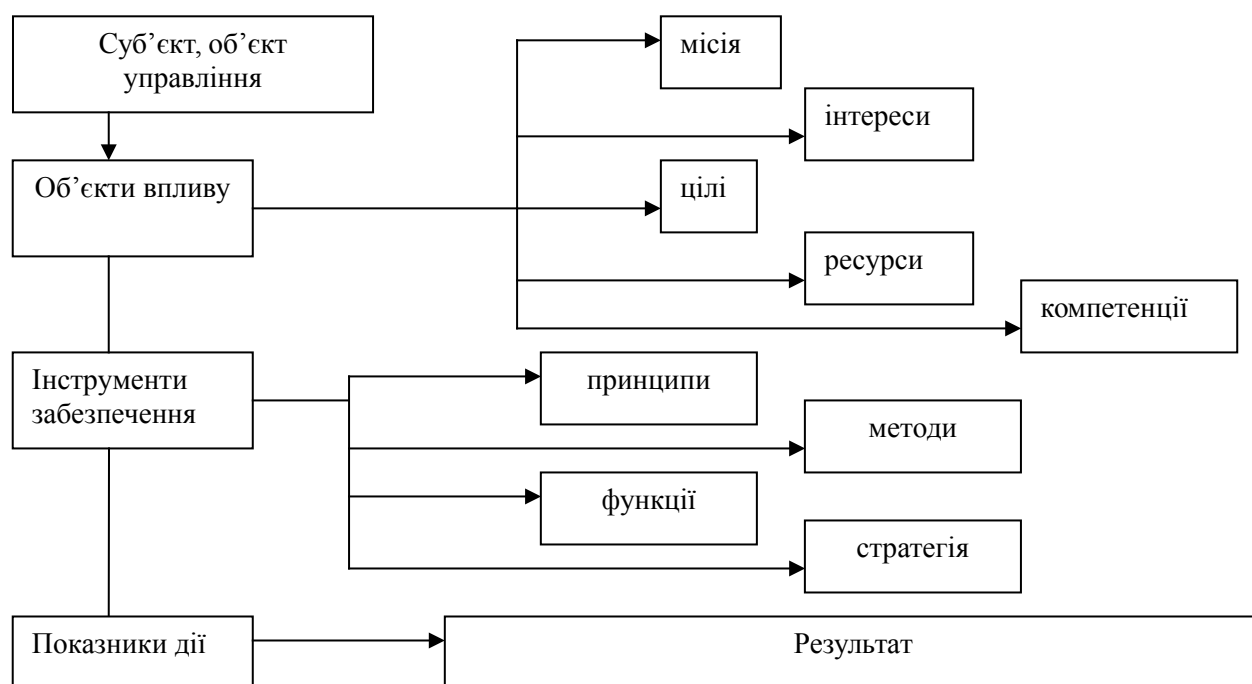 Суб’єкт, об’єкт
управління
місія
інтереси
Об’єкти впливу
цілі
ресурси
компетенції
Інструменти
забезпечення
принципи
методи
функції
стратегія
Показники дії
Результат